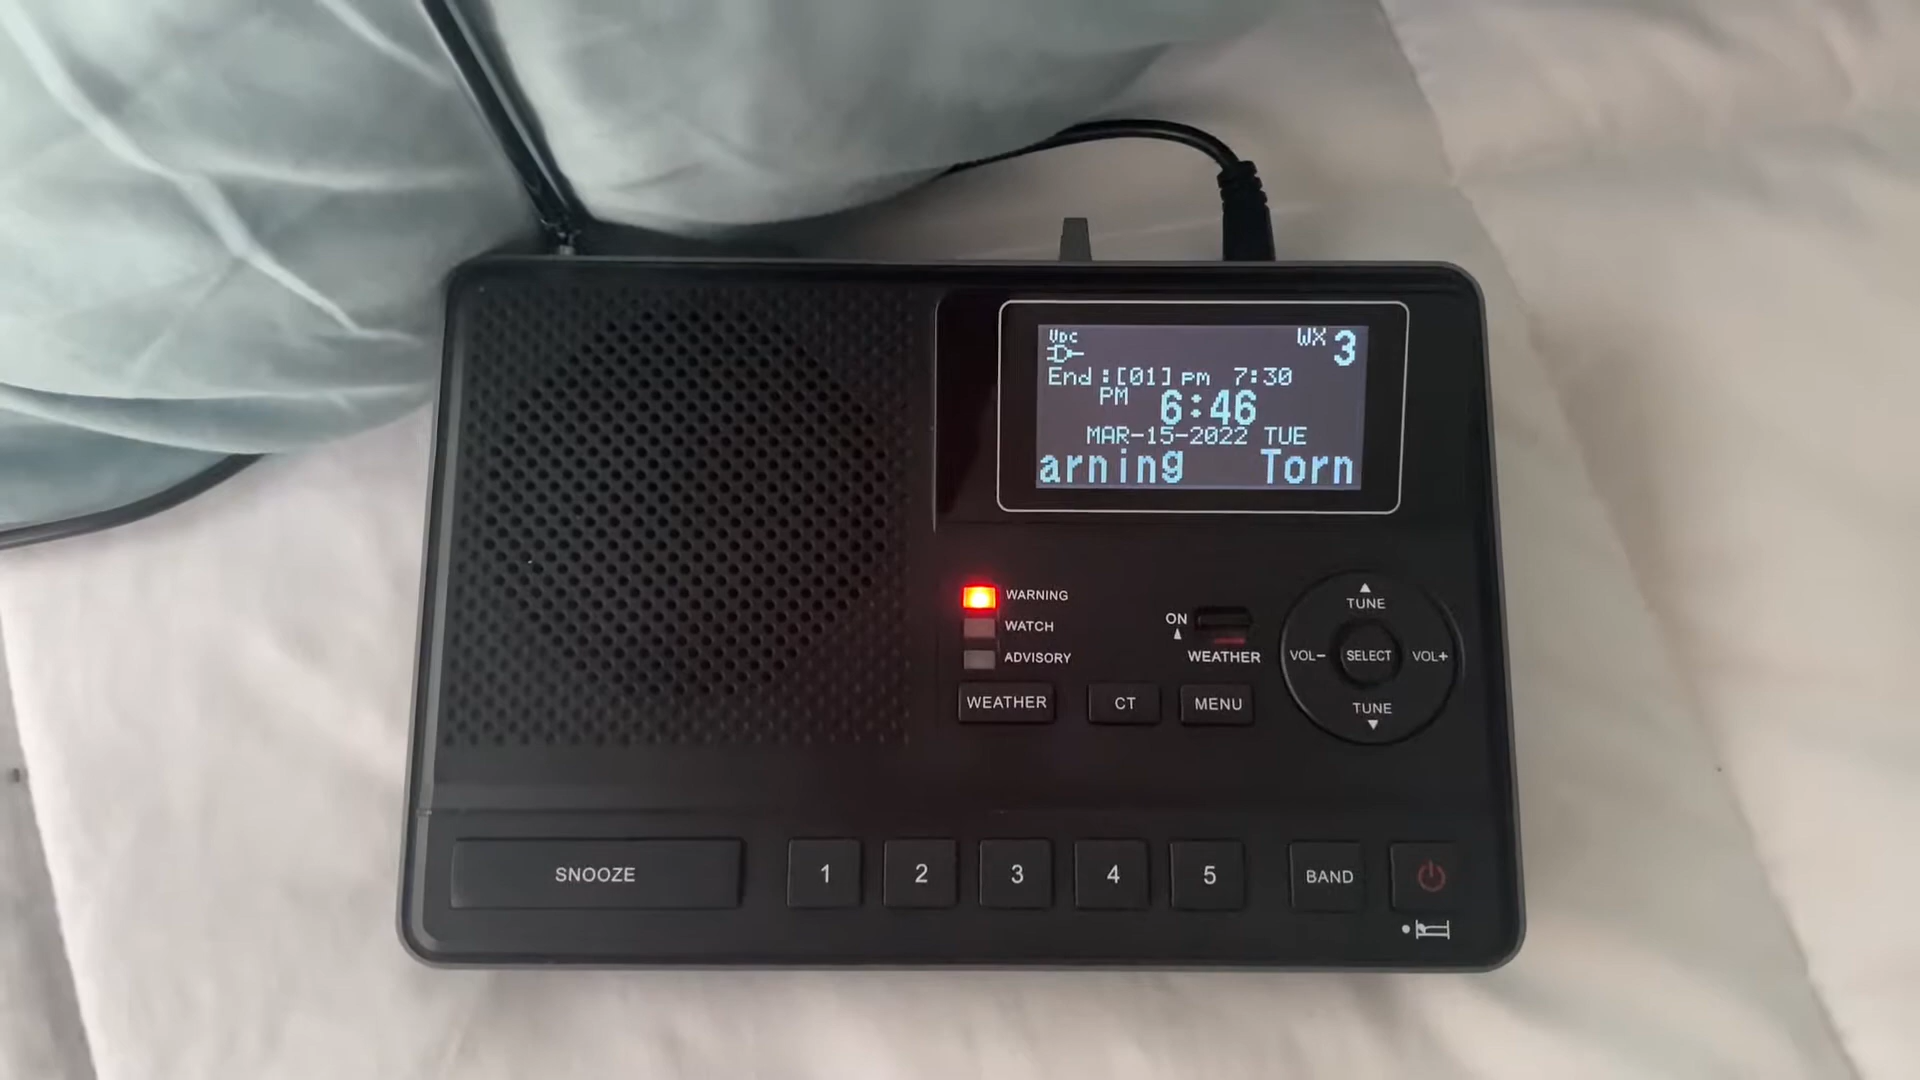 VDC
WX 3
End:[01] pm 7:30
PM 6:46
MAR-15-2022 TUE
arning Torn
WARNING
WATCH
ADVISORY
ON
WEATHER
WEATHER
CT
MENU
TUNE
VOL-
SELECT
VOL+
TUNE
SNOOZE
1
2
3
4
5
BAND